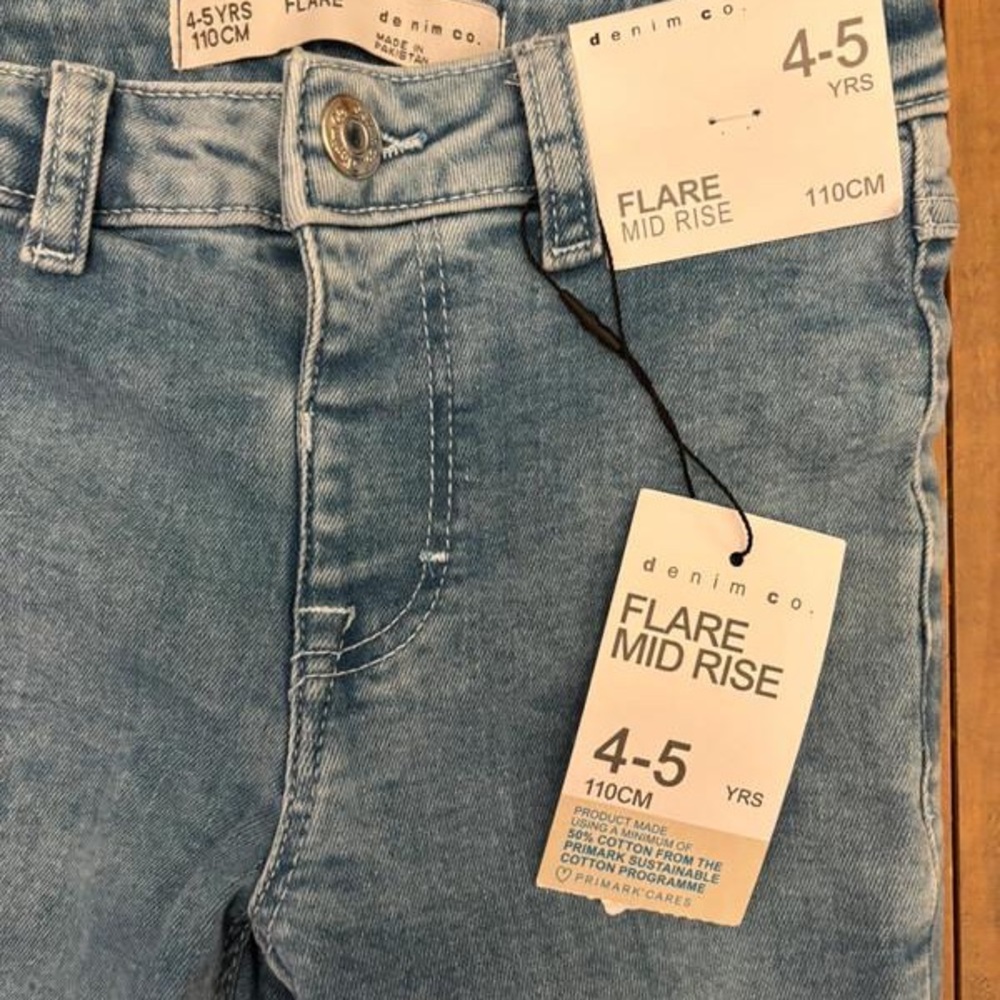 4-5YRS
110CM
FLARE
denim co.
MADE IN
PAKISTAN
denim co.
4-5
YRS
FLARE
MID RISE
110CM
denim co.
FLARE
MID RISE
4-5
110CM
YRS
PRODUCT MADE
USING A MINIMUM OF
50% COTTON FROM THE
PRIMARK SUSTAINABLE
COTTON PROGRAMME
PRIMARK CARES